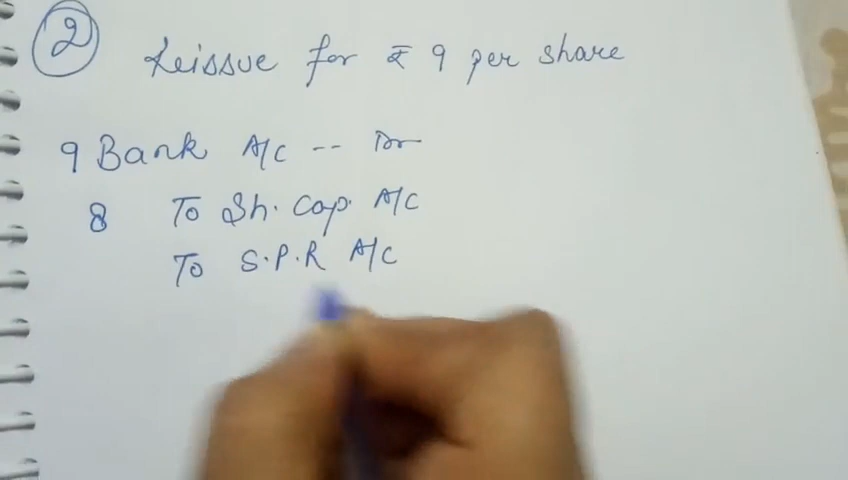 2
Reissue for ₹ 9 per share
9 Bank A/c -- Dr
8 To Sh. Cap. A/c
To S.P.R A/c